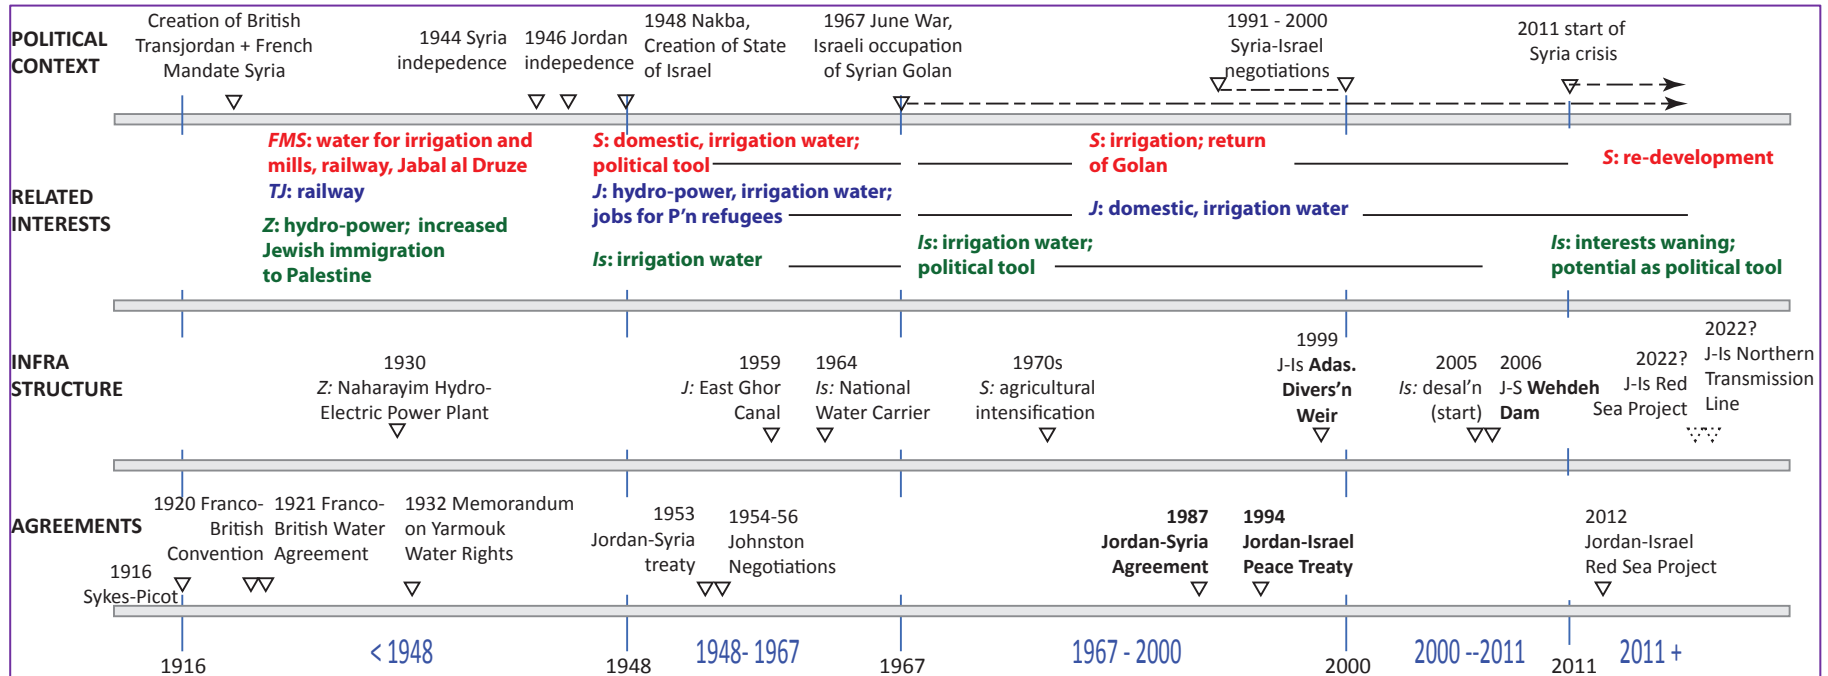 POLITICAL
CONTEXT
Creation of British
Transjordan + French
Mandate Syria
1944 Syria
indepedence
1946 Jordan
indepedence
1948 Nakba,
Creation of State
of Israel
1967 June War,
Israeli occupation
of Syrian Golan
1991 - 2000
Syria-Israel
negotiations
2011 start of
Syria crisis
RELATED
INTERESTS
FMS: water for irrigation and
mills, railway, Jabal al Druze
TJ: railway
Z: hydro-power; increased
Jewish immigration
to Palestine
S: domestic, irrigation water;
political tool
J: hydro-power, irrigation water;
jobs for P'n refugees
Is: irrigation water
S: irrigation; return
of Golan
J: domestic, irrigation water
Is: irrigation water;
political tool
S: re-development
Is: interests waning;
potential as political tool
INFRA
STRUCTURE
1930
Z: Naharayim Hydro-
Electric Power Plant
1959
J: East Ghor
Canal
1964
Is: National
Water Carrier
1970s
S: agricultural
intensification
1999
J-Is Adas.
Divers'n
Weir
2005
Is: desal'n
(start)
2006
J-S Wehdeh
Dam
2022?
J-Is Red
Sea Project
2022?
J-Is Northern
Transmission
Line
AGREEMENTS
1916
Sykes-Picot
1920 Franco-
British
Convention
1921 Franco-
British Water
Agreement
1932 Memorandum
on Yarmouk
Water Rights
1953
Jordan-Syria
treaty
1954-56
Johnston
Negotiations
1987
Jordan-Syria
Agreement
1994
Jordan-Israel
Peace Treaty
2012
Jordan-Israel
Red Sea Project
1916
< 1948
1948
1948- 1967
1967
1967 - 2000
2000
2000 --2011
2011
2011 +